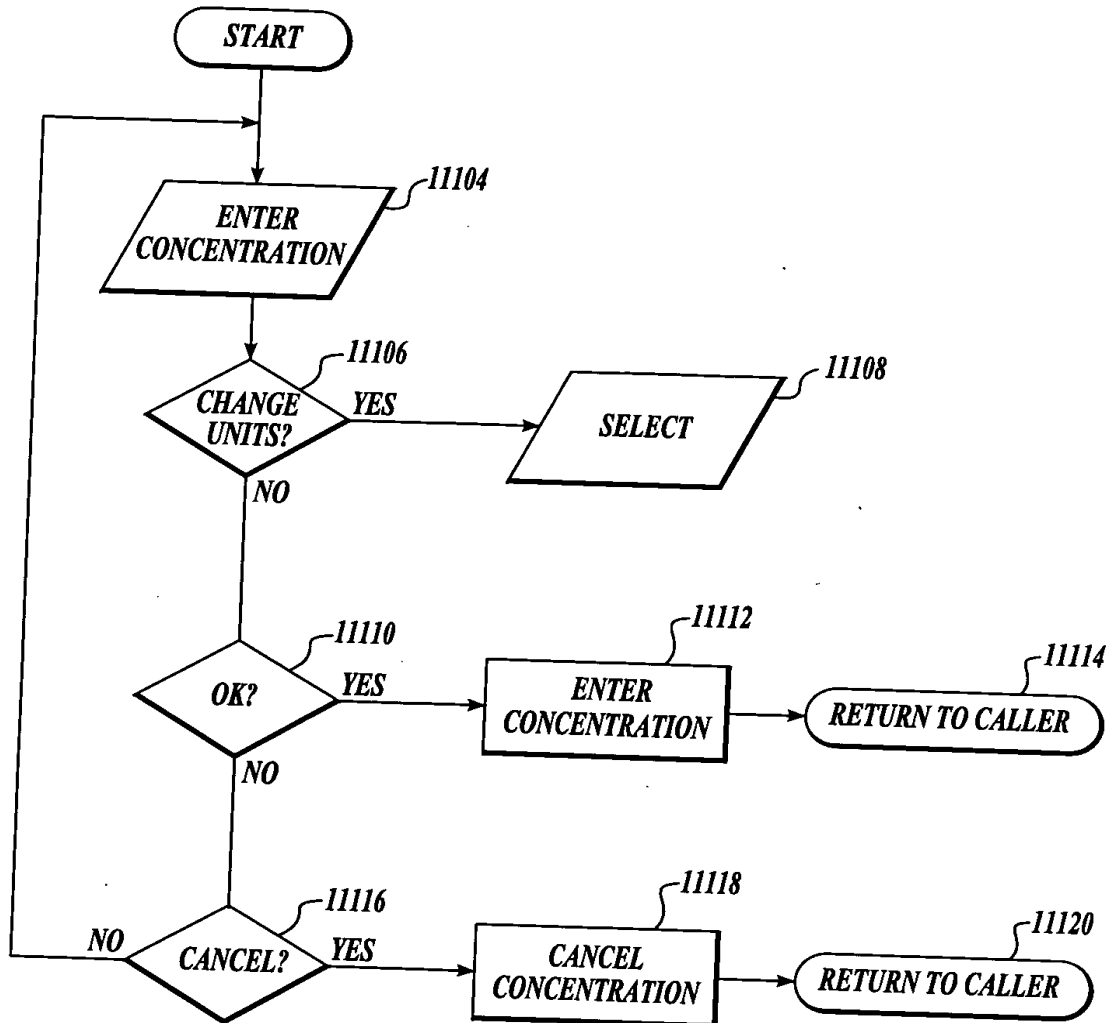 START
11104
ENTER
CONCENTRATION
11106
CHANGE
UNITS?
YES
NO
11108
SELECT
11110
OK?
YES
NO
11112
ENTER
CONCENTRATION
11114
RETURN TO CALLER
11116
CANCEL?
NO
YES
11118
CANCEL
CONCENTRATION
11120
RETURN TO CALLER